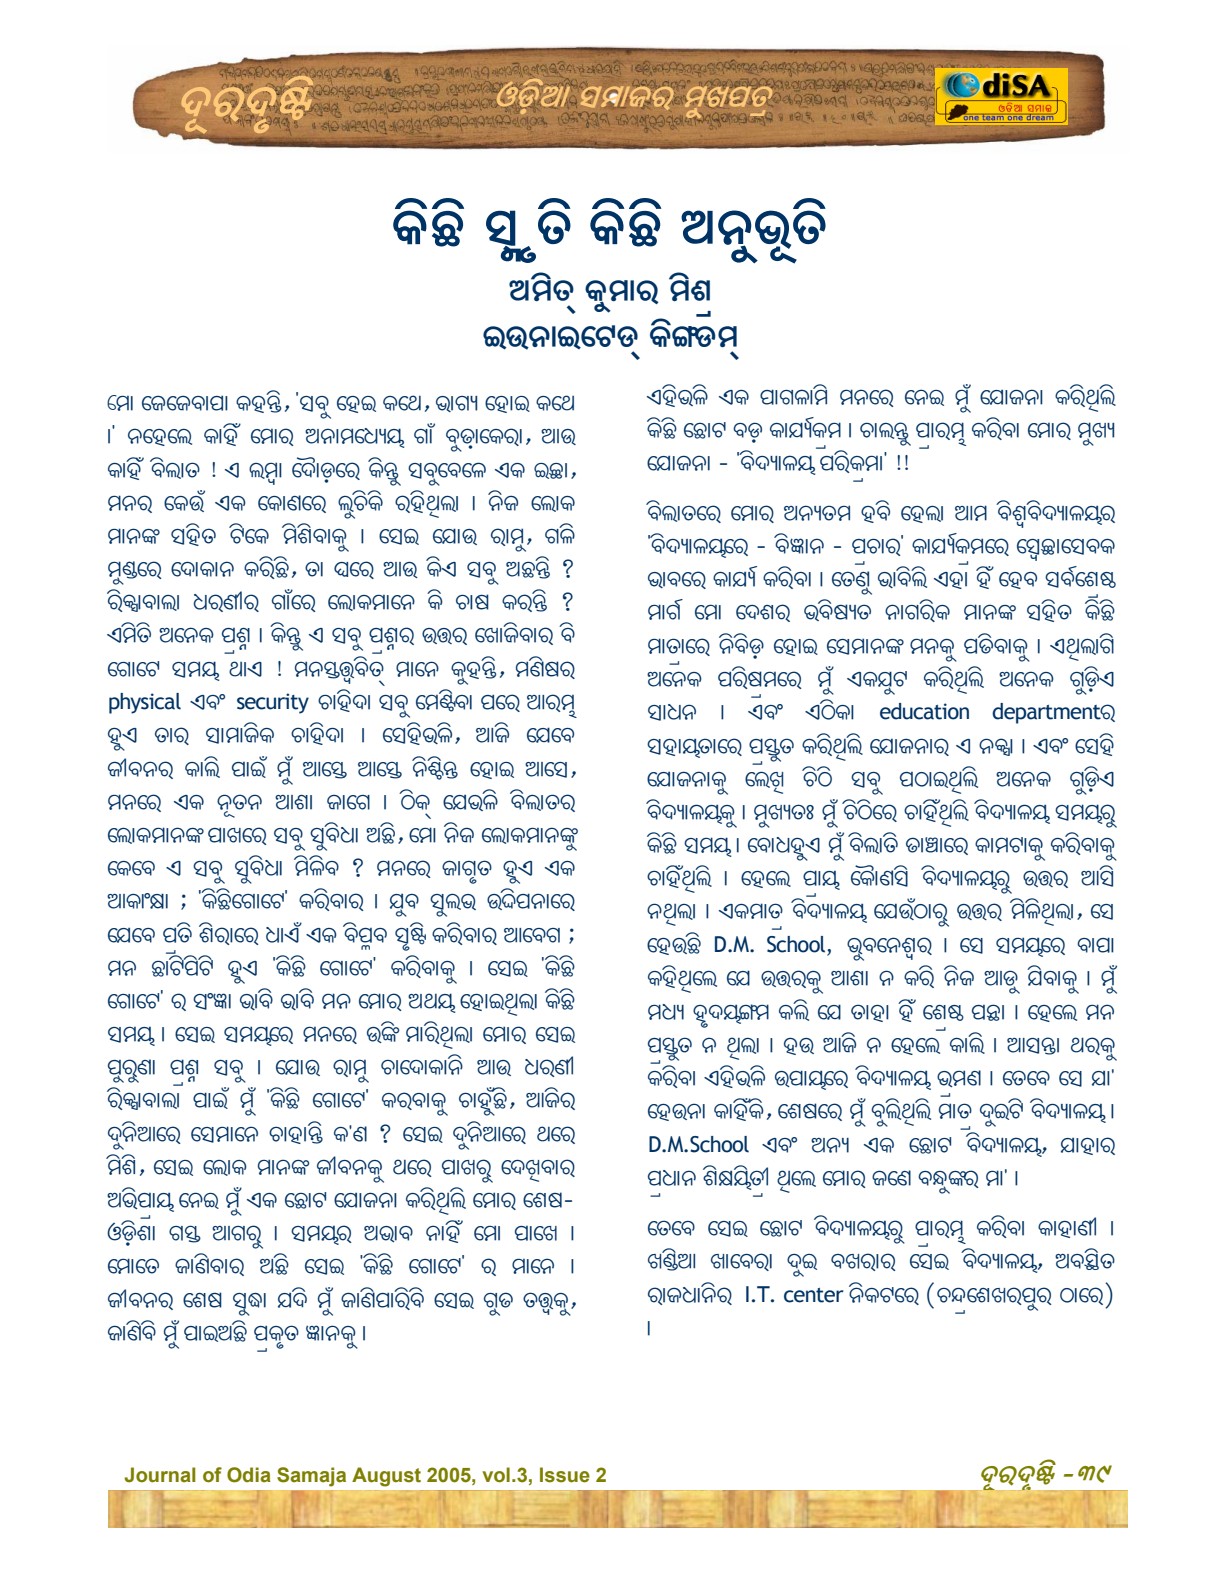 ଦୂରଦୃଷ୍ଟି
ଓଡ଼ିଆ ସମାଜର ମୁଖପତ୍ର
OdiSA
ଓଡ଼ିଆ ସମାଜ
one team one dream
କିଛି ସ୍ମୃତି କିଛି ଅନୁଭୂତି
ଅମିତ୍ କୁମାର ମିଶ୍ର
ଇଉନାଇଟେଡ୍ କିଙ୍ଗଡମ୍
ମୋ ଜେଜେବାପା କହନ୍ତି, 'ସବୁ ହେଇ କଥେ, ଭାଗ୍ୟ ହୋଇ କଥେ
।' ନହେଲେ କାହିଁ ମୋର ଅନାମଧ୍ୟେୟ ଗାଁ ବୁଢ଼ାକେରା, ଆଉ
କାହିଁ ବିଲାତ ! ଏ ଲମ୍ବା ଦୌଡ଼ରେ କିନ୍ତୁ ସବୁବେଳେ ଏକ ଇଚ୍ଛା,
ମନର କେଉଁ ଏକ କୋଣରେ ଲୁଚିକି ରହିଥିଲା । ନିଜ ଲୋକ
ମାନଙ୍କ ସହିତ ଟିକେ ମିଶିବାକୁ । ସେଇ ଯୋଉ ରାମୁ, ଗଳି
ମୁଣ୍ଡରେ ଦୋକାନ କରିଛି, ତା ଘରେ ଆଉ କିଏ ସବୁ ଅଛନ୍ତି ?
ରିକ୍ସାବାଲା ଧରଣୀର ଗାଁରେ ଲୋକମାନେ କି ଚାଷ କରନ୍ତି ?
ଏମିତି ଅନେକ ପ୍ରଶ୍ନ । କିନ୍ତୁ ଏ ସବୁ ପ୍ରଶ୍ନର ଉତ୍ତର ଖୋଜିବାର ବି
ଗୋଟେ ସମୟ ଥାଏ ! ମନସ୍ତତ୍ତ୍ୱବିତ୍ ମାନେ କୁହନ୍ତି, ମଣିଷର
physical ଏବଂ security ଚାହିଦା ସବୁ ମେଣ୍ଟିବା ପରେ ଆରମ୍ଭ
ହୁଏ ତାର ସାମାଜିକ ଚାହିଦା । ସେହିଭଳି, ଆଜି ଯେବେ
ଜୀବନର କାଲି ପାଇଁ ମୁଁ ଆସ୍ତେ ଆସ୍ତେ ନିଶ୍ଚିନ୍ତ ହୋଇ ଆସେ,
ମନରେ ଏକ ନୂତନ ଆଶା ଜାଗେ । ଠିକ୍ ଯେଭଳି ବିଲାତର
ଲୋକମାନଙ୍କ ପାଖରେ ସବୁ ସୁବିଧା ଅଛି, ମୋ ନିଜ ଲୋକମାନଙ୍କୁ
କେବେ ଏ ସବୁ ସୁବିଧା ମିଳିବ ? ମନରେ ଜାଗୃତ ହୁଏ ଏକ
ଆକାଂକ୍ଷା ; 'କିଛିଗୋଟେ' କରିବାର । ଯୁବ ସୁଲଭ ଉଦ୍ଦିପନାରେ
ଯେବେ ପ୍ରତି ଶିରାରେ ଧାଏଁ ଏକ ବିପ୍ଳବ ସୃଷ୍ଟି କରିବାର ଆବେଗ ;
ମନ ଛାଟିପିଟି ହୁଏ 'କିଛି ଗୋଟେ' କରିବାକୁ । ସେଇ 'କିଛି
ଗୋଟେ' ର ସଂଜ୍ଞା ଭାବି ଭାବି ମନ ମୋର ଅଥୟ ହୋଇଥିଲା କିଛି
ସମୟ । ସେଇ ସମୟରେ ମନରେ ଉଙ୍କି ମାରିଥିଲା ମୋର ସେଇ
ପୁରୁଣା ପ୍ରଶ୍ନ ସବୁ । ଯୋଉ ରାମୁ ଚାଦୋକାନି ଆଉ ଧରଣୀ
ରିକ୍ସାବାଲା ପାଇଁ ମୁଁ 'କିଛି ଗୋଟେ' କରବାକୁ ଚାହୁଁଛି, ଆଜିର
ଦୁନିଆରେ ସେମାନେ ଚାହାନ୍ତି କ'ଣ ? ସେଇ ଦୁନିଆରେ ଥରେ
ମିଶି, ସେଇ ଲୋକ ମାନଙ୍କ ଜୀବନକୁ ଥରେ ପାଖରୁ ଦେଖିବାର
ଅଭିପ୍ରାୟ ନେଇ ମୁଁ ଏକ ଛୋଟ ଯୋଜନା କରିଥିଲି ମୋର ଶେଷ-
ଓଡ଼ିଶା ଗସ୍ତ ଆଗରୁ । ସମୟର ଅଭାବ ନାହିଁ ମୋ ପାଖେ ।
ମୋତେ ଜାଣିବାର ଅଛି ସେଇ 'କିଛି ଗୋଟେ' ର ମାନେ ।
ଜୀବନର ଶେଷ ସୁଦ୍ଧା ଯଦି ମୁଁ ଜାଣିପାରିବି ସେଇ ଗୁଢ ତତ୍ତ୍ୱକୁ,
ଜାଣିବି ମୁଁ ପାଇଅଛି ପ୍ରକୃତ ଜ୍ଞାନକୁ ।
ଏହିଭଳି ଏକ ପାଗଳାମି ମନରେ ନେଇ ମୁଁ ଯୋଜନା କରିଥିଲି
କିଛି ଛୋଟ ବଡ଼ କାର୍ଯ୍ୟକ୍ରମ । ଚାଲନ୍ତୁ ପ୍ରାରମ୍ଭ କରିବା ମୋର ମୁଖ୍ୟ
ଯୋଜନା - 'ବିଦ୍ୟାଳୟ ପରିକ୍ରମା' !!
ବିଲାତରେ ମୋର ଅନ୍ୟତମ ହବି ହେଲା ଆମ ବିଶ୍ୱବିଦ୍ୟାଳୟର
'ବିଦ୍ୟାଳୟରେ - ବିଜ୍ଞାନ - ପ୍ରଚାର' କାର୍ଯ୍ୟକ୍ରମରେ ସ୍ୱେଚ୍ଛାସେବକ
ଭାବରେ କାର୍ଯ୍ୟ କରିବା । ତେଣୁ ଭାବିଲି ଏହା ହିଁ ହେବ ସର୍ବଶ୍ରେଷ୍ଠ
ମାର୍ଗ ମୋ ଦେଶର ଭବିଷ୍ୟତ ନାଗରିକ ମାନଙ୍କ ସହିତ କିଛି
ମାତ୍ରାରେ ନିବିଡ଼ ହୋଇ ସେମାନଙ୍କ ମନକୁ ପଢିବାକୁ । ଏଥିଲାଗି
ଅନେକ ପରିଷ୍ରମରେ ମୁଁ ଏକଯୁଟ କରିଥିଲି ଅନେକ ଗୁଡ଼ିଏ
ସାଧନ । ଏବଂ ଏଠିକା education departmentର
ସହାୟତାରେ ପ୍ରସ୍ତୁତ କରିଥିଲି ଯୋଜନାର ଏ ନକ୍ସା । ଏବଂ ସେହି
ଯୋଜନାକୁ ଲେଖି ଚିଠି ସବୁ ପଠାଇଥିଲି ଅନେକ ଗୁଡ଼ିଏ
ବିଦ୍ୟାଳୟକୁ । ମୁଖ୍ୟତଃ ମୁଁ ଚିଠିରେ ଚାହିଁଥିଲି ବିଦ୍ୟାଳୟ ସମୟରୁ
କିଛି ସମୟ । ବୋଧହୁଏ ମୁଁ ବିଲାତି ଢାଞ୍ଚାରେ କାମଟାକୁ କରିବାକୁ
ଚାହିଁଥିଲି । ହେଲେ ପ୍ରାୟ କୌଣସି ବିଦ୍ୟାଳୟରୁ ଉତ୍ତର ଆସି
ନଥିଲା । ଏକମାତ୍ର ବିଦ୍ୟାଳୟ ଯେଉଁଠାରୁ ଉତ୍ତର ମିଳିଥିଲା, ସେ
ହେଉଛି D.M. School, ଭୁବନେଶ୍ୱର । ସେ ସମୟରେ ବାପା
କହିଥିଲେ ଯେ ଉତ୍ତରକୁ ଆଶା ନ କରି ନିଜ ଆଡୁ ଯିବାକୁ । ମୁଁ
ମଧ୍ୟ ହୃଦୟଙ୍ଗମ କଲି ଯେ ତାହା ହିଁ ଶ୍ରେଷ୍ଠ ପନ୍ଥା । ହେଲେ ମନ
ପ୍ରସ୍ତୁତ ନ ଥିଲା । ହଉ ଆଜି ନ ହେଲେ କାଲି । ଆସନ୍ତା ଥରକୁ
କରିବା ଏହିଭଳି ଉପାୟରେ ବିଦ୍ୟାଳୟ ଭ୍ରମଣ । ତେବେ ସେ ଯା'
ହେଉନା କାହିଁକି, ଶେଷରେ ମୁଁ ବୁଲିଥିଲି ମାତ୍ର ଦୁଇଟି ବିଦ୍ୟାଳୟ ।
D.M.School ଏବଂ ଅନ୍ୟ ଏକ ଛୋଟ ବିଦ୍ୟାଳୟ, ଯାହାର
ପ୍ରଧାନ ଶିକ୍ଷୟିତ୍ରୀ ଥିଲେ ମୋର ଜଣେ ବନ୍ଧୁଙ୍କର ମା' ।
ତେବେ ସେଇ ଛୋଟ ବିଦ୍ୟାଳୟରୁ ପ୍ରାରମ୍ଭ କରିବା କାହାଣୀ ।
ଖଣ୍ଡିଆ ଖାବେରା ଦୁଇ ବଖରାର ସେଇ ବିଦ୍ୟାଳୟ, ଅବସ୍ଥିତ
ରାଜଧାନିର I.T. center ନିକଟରେ (ଚନ୍ଦ୍ରଶେଖରପୁର ଠାରେ)
।
Journal of Odia Samaja August 2005, vol.3, Issue 2
ଦୂରଦୃଷ୍ଟି - ୩୯